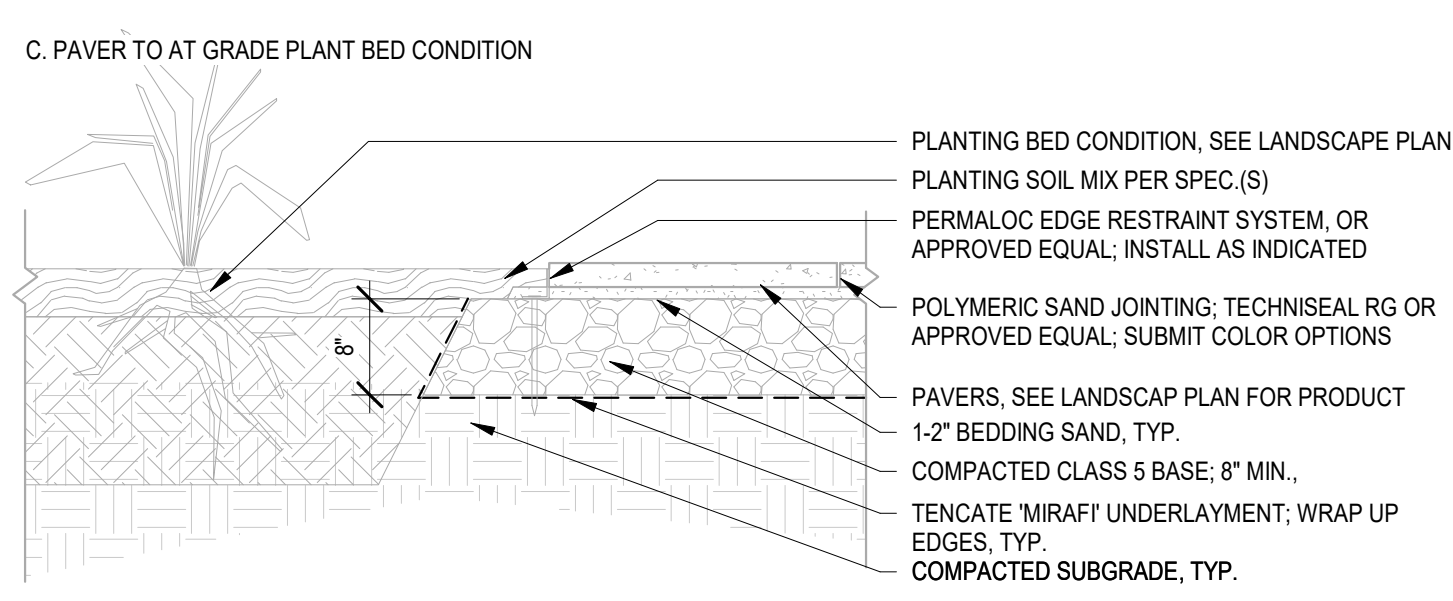 C. PAVER TO AT GRADE PLANT BED CONDITION
PLANTING BED CONDITION, SEE LANDSCAPE PLAN
PLANTING SOIL MIX PER SPEC.(S)
PERMALOC EDGE RESTRAINT SYSTEM, OR
APPROVED EQUAL; INSTALL AS INDICATED
POLYMERIC SAND JOINTING; TECHNISEAL RG OR
APPROVED EQUAL; SUBMIT COLOR OPTIONS
8"
PAVERS, SEE LANDSCAP PLAN FOR PRODUCT
1-2" BEDDING SAND, TYP.
COMPACTED CLASS 5 BASE; 8" MIN.,
TENCATE 'MIRAFI' UNDERLAYMENT; WRAP UP
EDGES, TYP.
COMPACTED SUBGRADE, TYP.